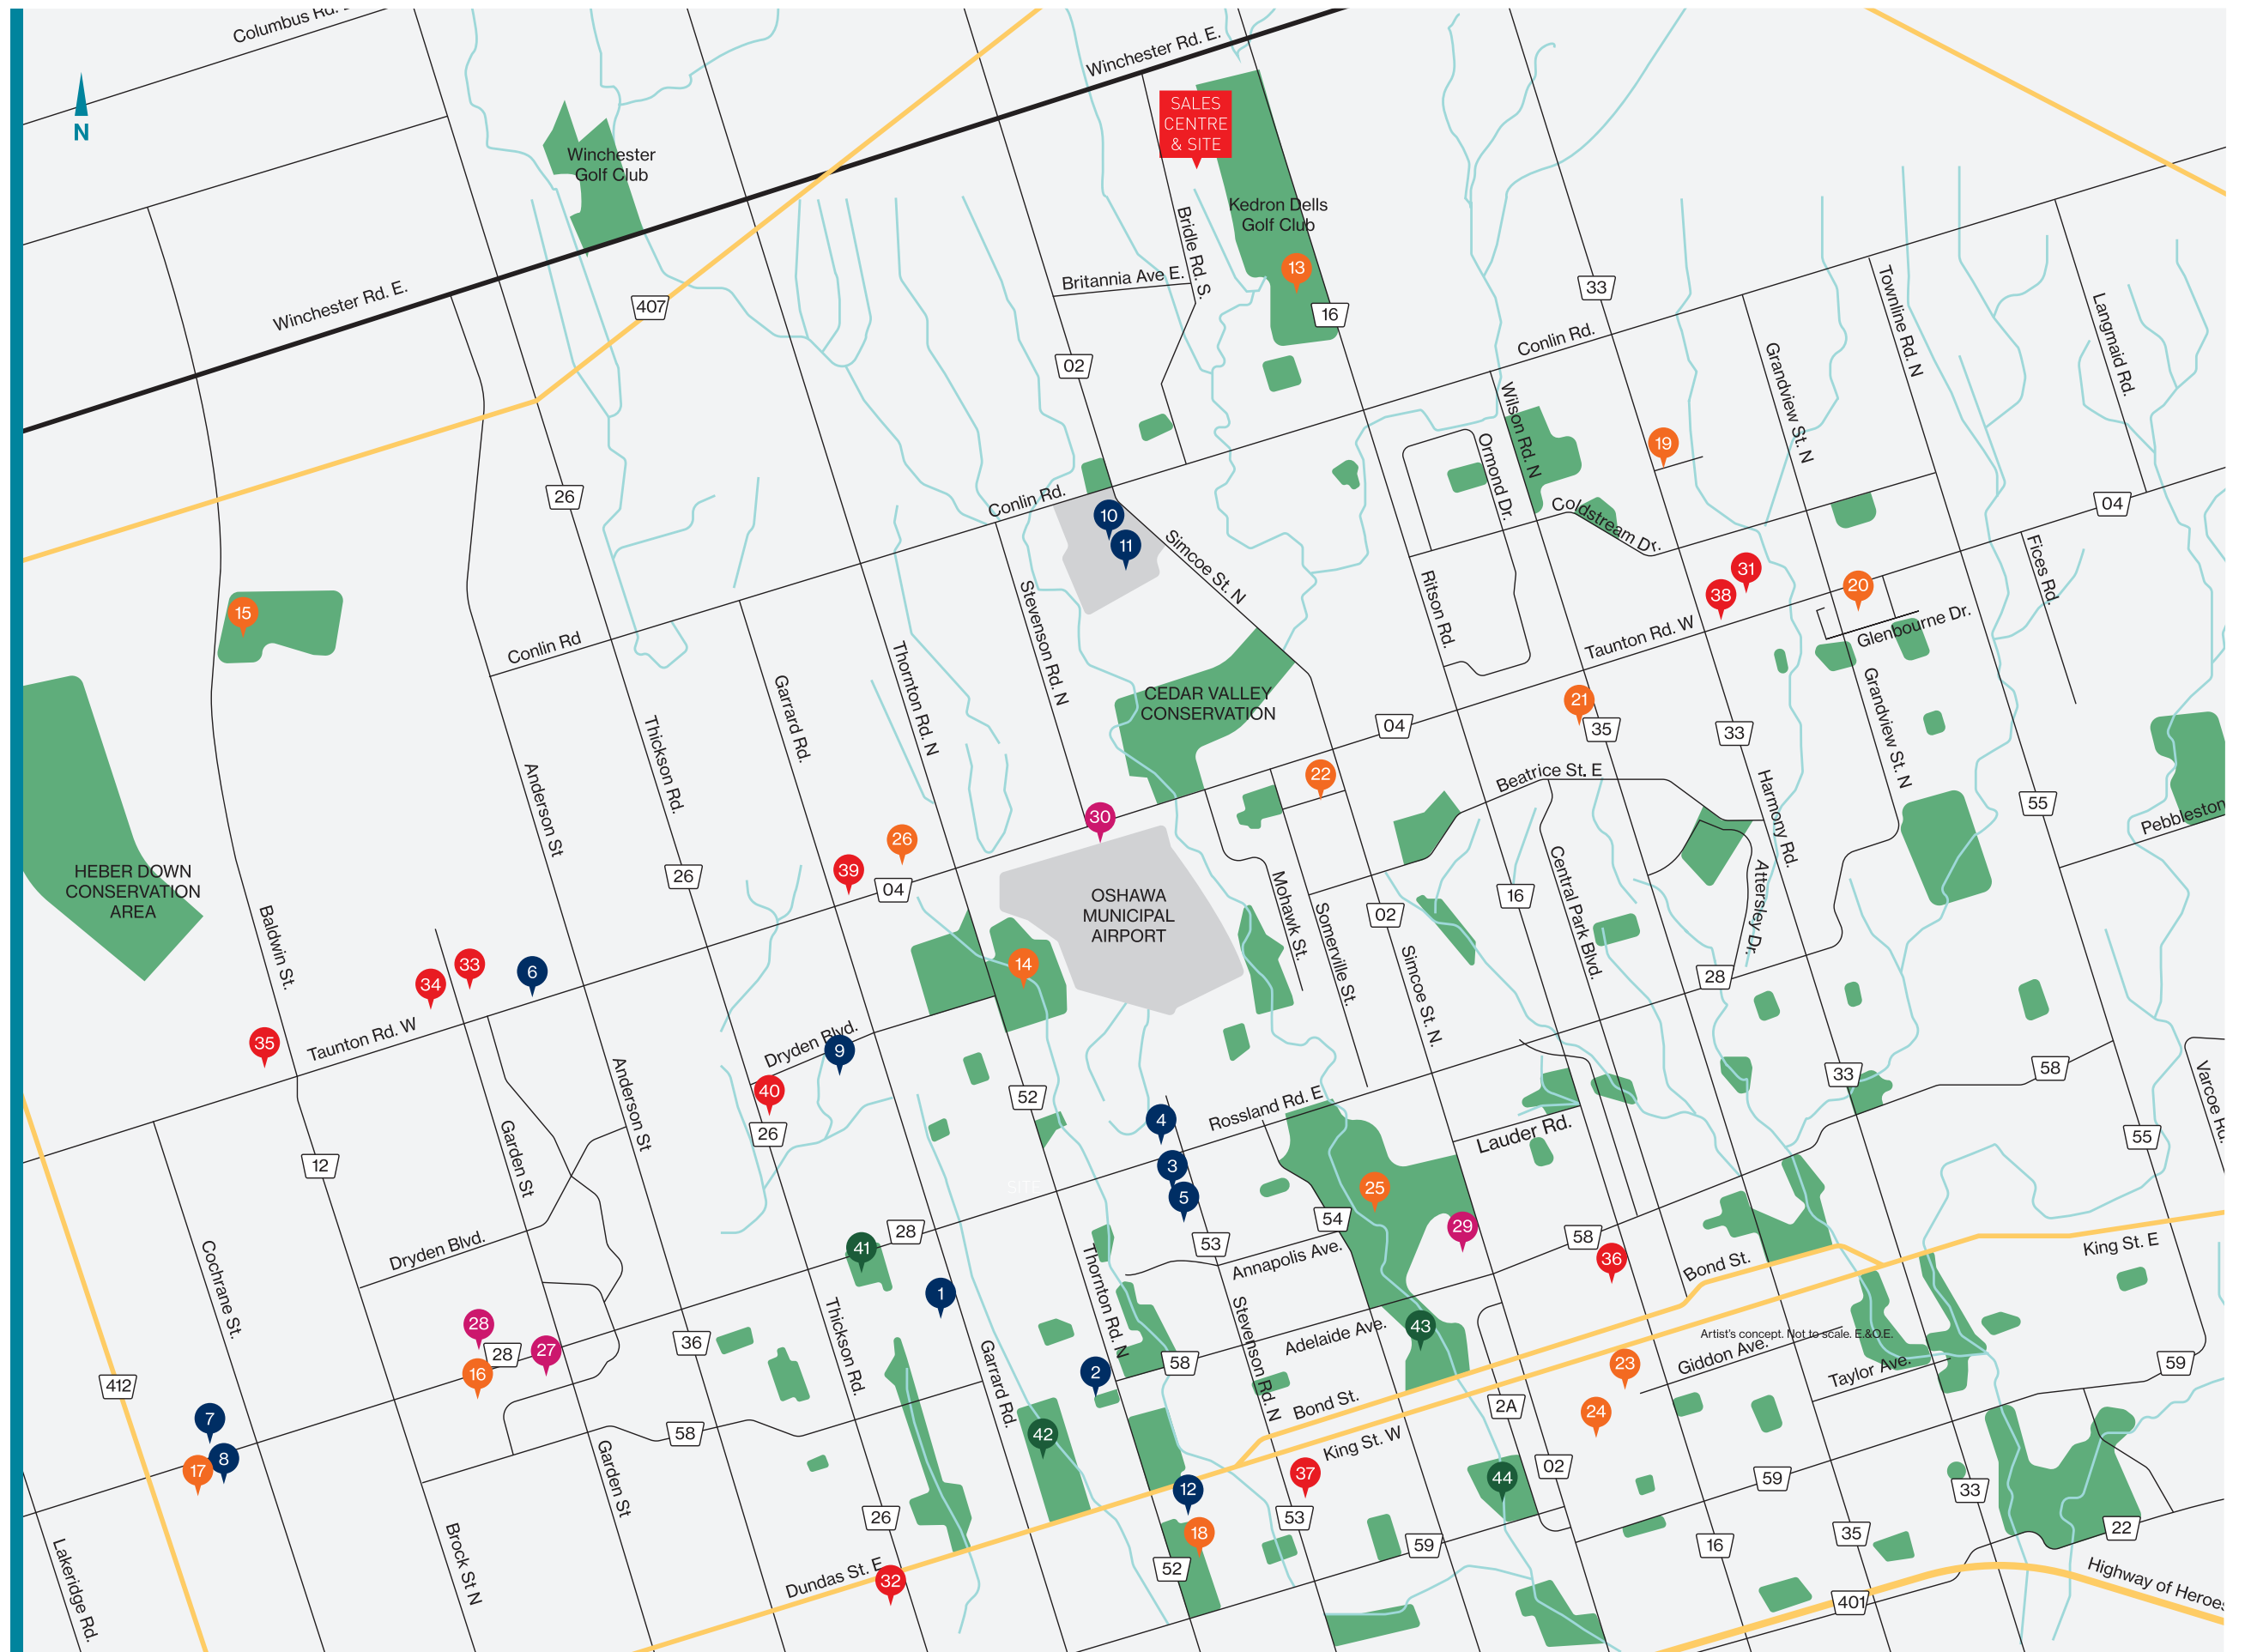 Columbus Rd.
Winchester Rd. E.
N
SALES
CENTRE
& SITE
Winchester
Golf Club
Kedron Dells
Golf Club
Bridle Rd. S.
Britannia Ave E.
13
16
33
Winchester Rd. E.
407
02
Conlin Rd.
Townline Rd. N
Langmaid Rd.
Grandview St. N
Wilson Rd. N
Ormond Dr.
19
26
Conlin Rd.
10
11
Simcoe St. N
Coldstream Dr.
04
Fices Rd.
31
38
20
Glenbourne Dr.
15
Conlin Rd
Stevenson Rd. N
Ritson Rd.
Taunton Rd. W
Thornton Rd. N
Garrard Rd.
Thickson Rd.
CEDAR VALLEY
CONSERVATION
21
35
33
04
Grandview St. N
Anderson St
22
Beatrice St. E
Harmony Rd.
55
Pebbleston
30
26
39
04
26
HEBER DOWN
CONSERVATION
AREA
OSHAWA
MUNICIPAL
AIRPORT
Mohawk St.
Somerville St.
02
16
Central Park Blvd.
Attersley Dr.
Baldwin St.
33
34
6
14
Simcoe St. N.
28
35
Taunton Rd. W
Dryden Blvd.
9
40
26
52
Anderson St
4
Rossland Rd. E
33
58
Varcoe Rd.
Lauder Rd.
55
12
Garden St
3
5
SITE
25
54
29
58
36
41
28
53
Annapolis Ave.
Bond St.
King St. E
Dryden Blvd.
Cochrane St.
1
Thornton Rd. N
Stevenson Rd. N
28
28
27
16
36
Thickson Rd.
Garrard Rd.
2
58
Adelaide Ave.
43
Artist's concept. Not to scale. E.&O.E.
Giddon Ave.
Taylor Ave.
59
23
24
412
7
8
17
58
42
Bond St.
King St. W
2A
02
44
59
33
Garden St
12
37
53
18
26
52
59
16
35
22
Lakeridge Rd.
Brock St N
Dundas St. E
32
401
Highway of Heroes